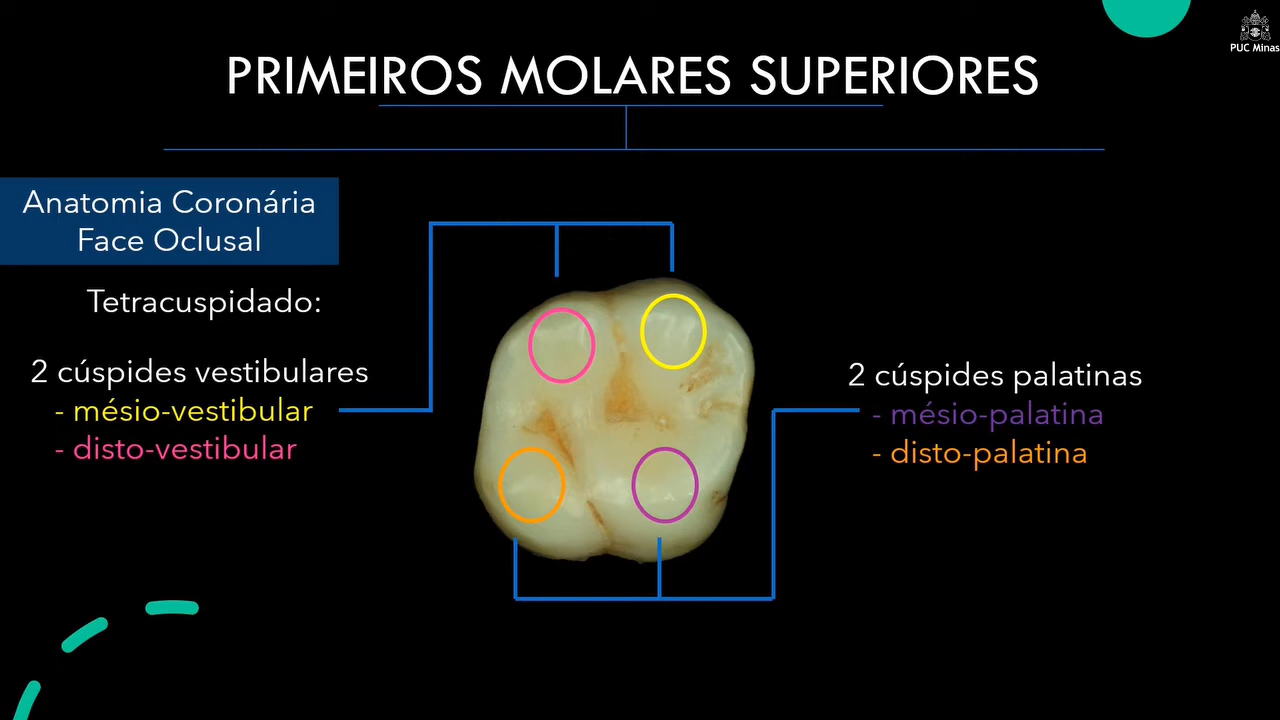 PUC Minas
PRIMEIROS MOLARES SUPERIORES
Anatomia Coronária
Face Oclusal
Tetracuspidado:
2 cúspides vestibulares
- mésio-vestibular
- disto-vestibular
2 cúspides palatinas
- mésio-palatina
- disto-palatina